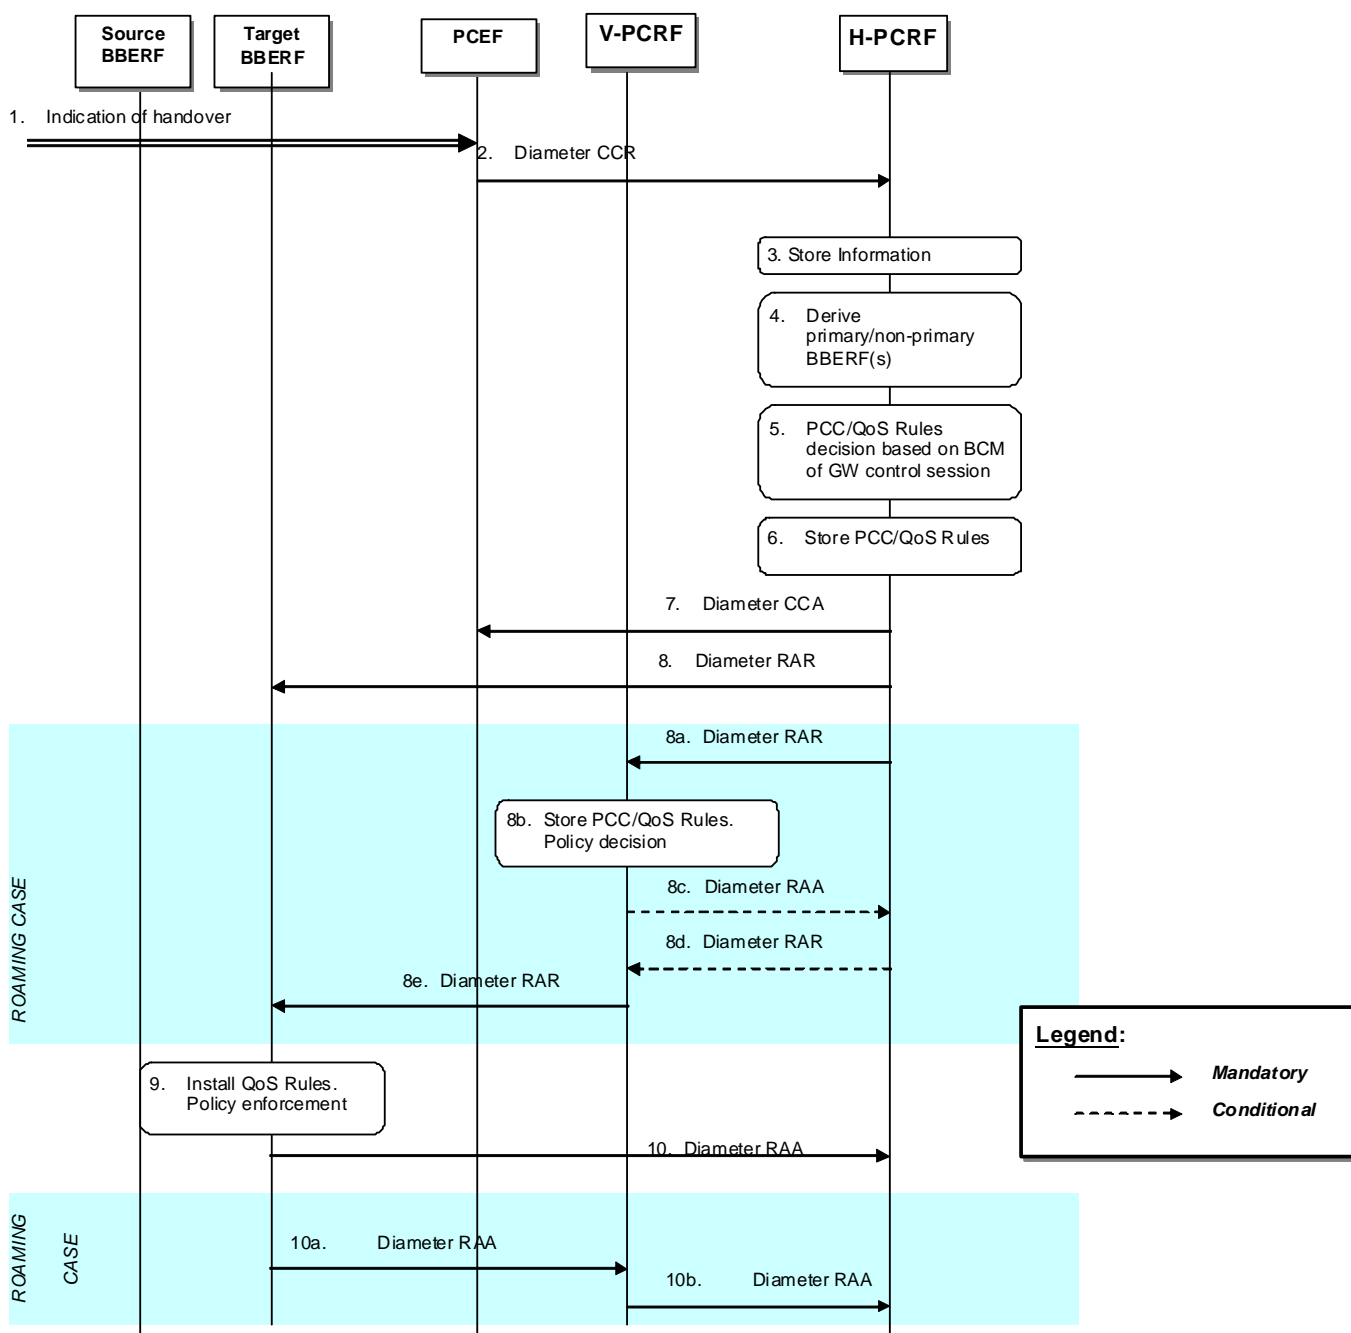 Source
BBERF
Target
BBERF
PCEF
V-PCRF
H-PCRF
1. Indication of handover
2. Diameter CCR
3. Store Information
4. Derive
primary/non-primary
BBERF(s)
5. PCC/QoS Rules
decision based on BCM
of GW control session
6. Store PCC/QoS Rules
7. Diameter CCA
8. Diameter RAR
8a. Diameter RAR
8b. Store PCC/QoS Rules.
Policy decision
8c. Diameter RAA
8d. Diameter RAR
8e. Diameter RAR
ROAMING CASE
Legend:
Mandatory
Conditional
9. Install QoS Rules.
Policy enforcement
10. Diameter RAA
ROAMING
CASE
10a. Diameter RAA
10b. Diameter RAA